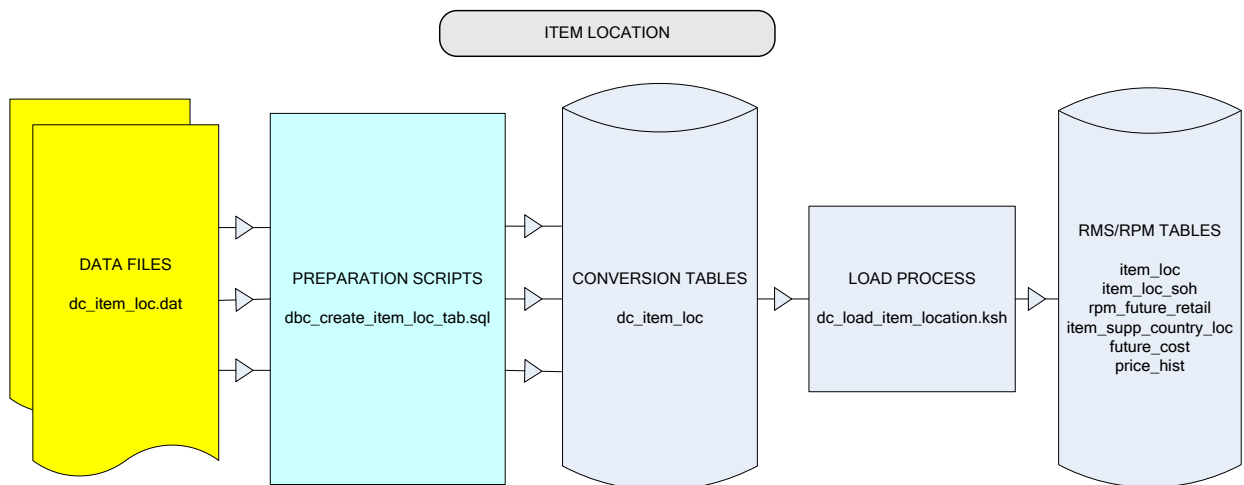 ITEM LOCATION
DATA FILES
dc_item_loc.dat
PREPARATION SCRIPTS
dbc_create_item_loc_tab.sql
CONVERSION TABLES
dc_item_loc
LOAD PROCESS
dc_load_item_location.ksh
RMS/RPM TABLES
item_loc
item_loc_soh
rpm_future_retail
item_supp_country_loc
future_cost
price_hist